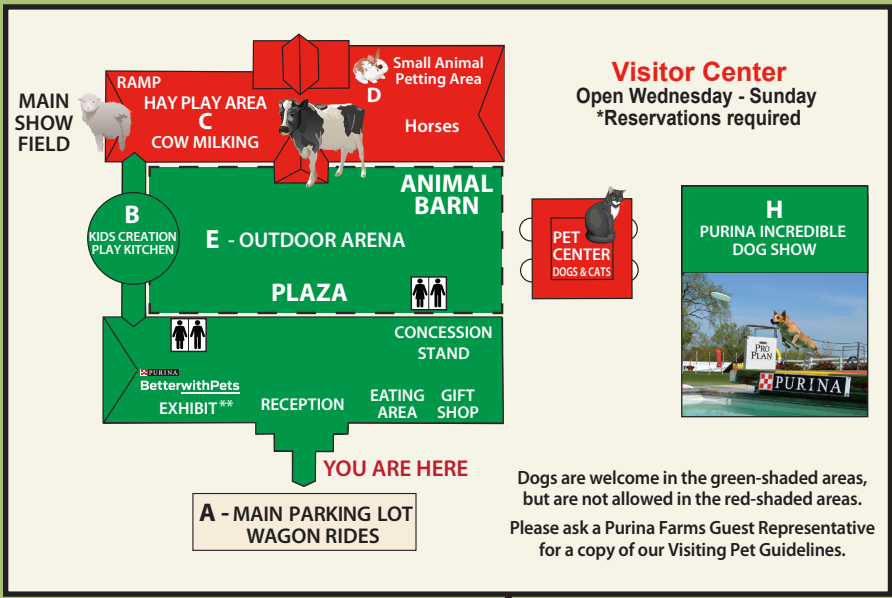 Visitor Center
Open Wednesday - Sunday
*Reservations required
MAIN
SHOW
FIELD
RAMP
HAY PLAY AREA
C
COW MILKING
Small Animal
Petting Area
D
Horses
ANIMAL
BARN
B
KIDS CREATION
PLAY KITCHEN
E - OUTDOOR ARENA
PLAZA
PET
CENTER
DOGS & CATS
H
PURINA INCREDIBLE
DOG SHOW
PRO
PLAN
PURINA
CONCESSION
STAND
PURINA
BetterwithPets
EXHIBIT**
RECEPTION
EATING
AREA
GIFT
SHOP
YOU ARE HERE
A - MAIN PARKING LOT
WAGON RIDES
Dogs are welcome in the green-shaded areas,
but are not allowed in the red-shaded areas.
Please ask a Purina Farms Guest Representative
for a copy of our Visiting Pet Guidelines.